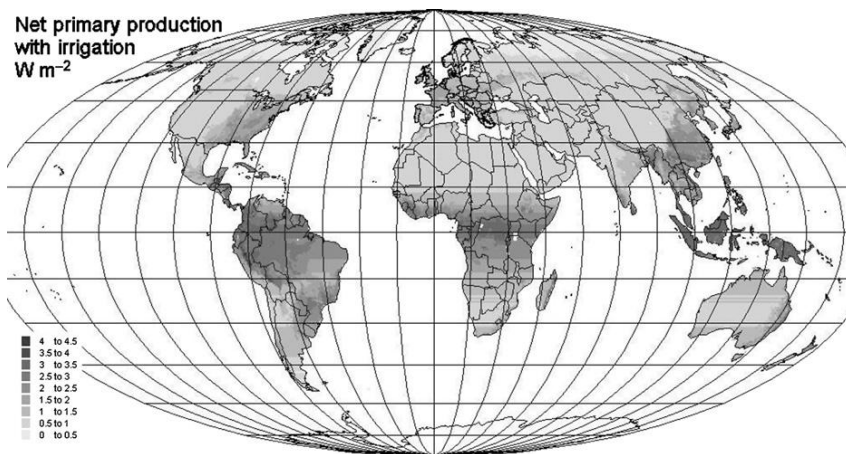 Net primary production
with irrigation
W m⁻²
4 to 4.5
3.5 to 4
3 to 3.5
2.5 to 3
2 to 2.5
1.5 to 2
1 to 1.5
0.5 to 1
0 to 0.5